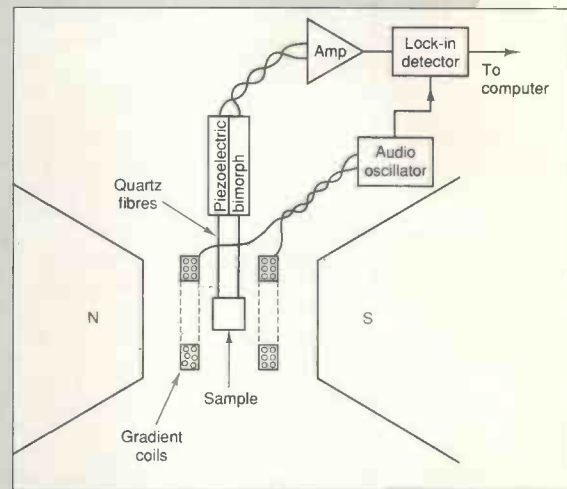 Amp
Lock-in
detector
To
computer
Piezoelectric
bimorph
Audio
oscillator
Quartz
fibres
N
S
Sample
Gradient
coils